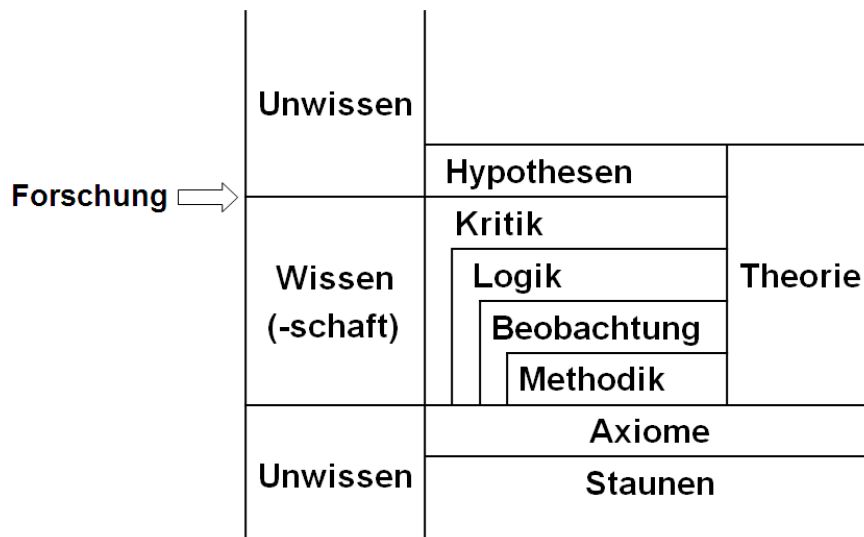 Unwissen
Hypothesen
Forschung
Kritik
Wissen
(-schaft)
Logik
Theorie
Beobachtung
Methodik
Axiome
Unwissen
Staunen